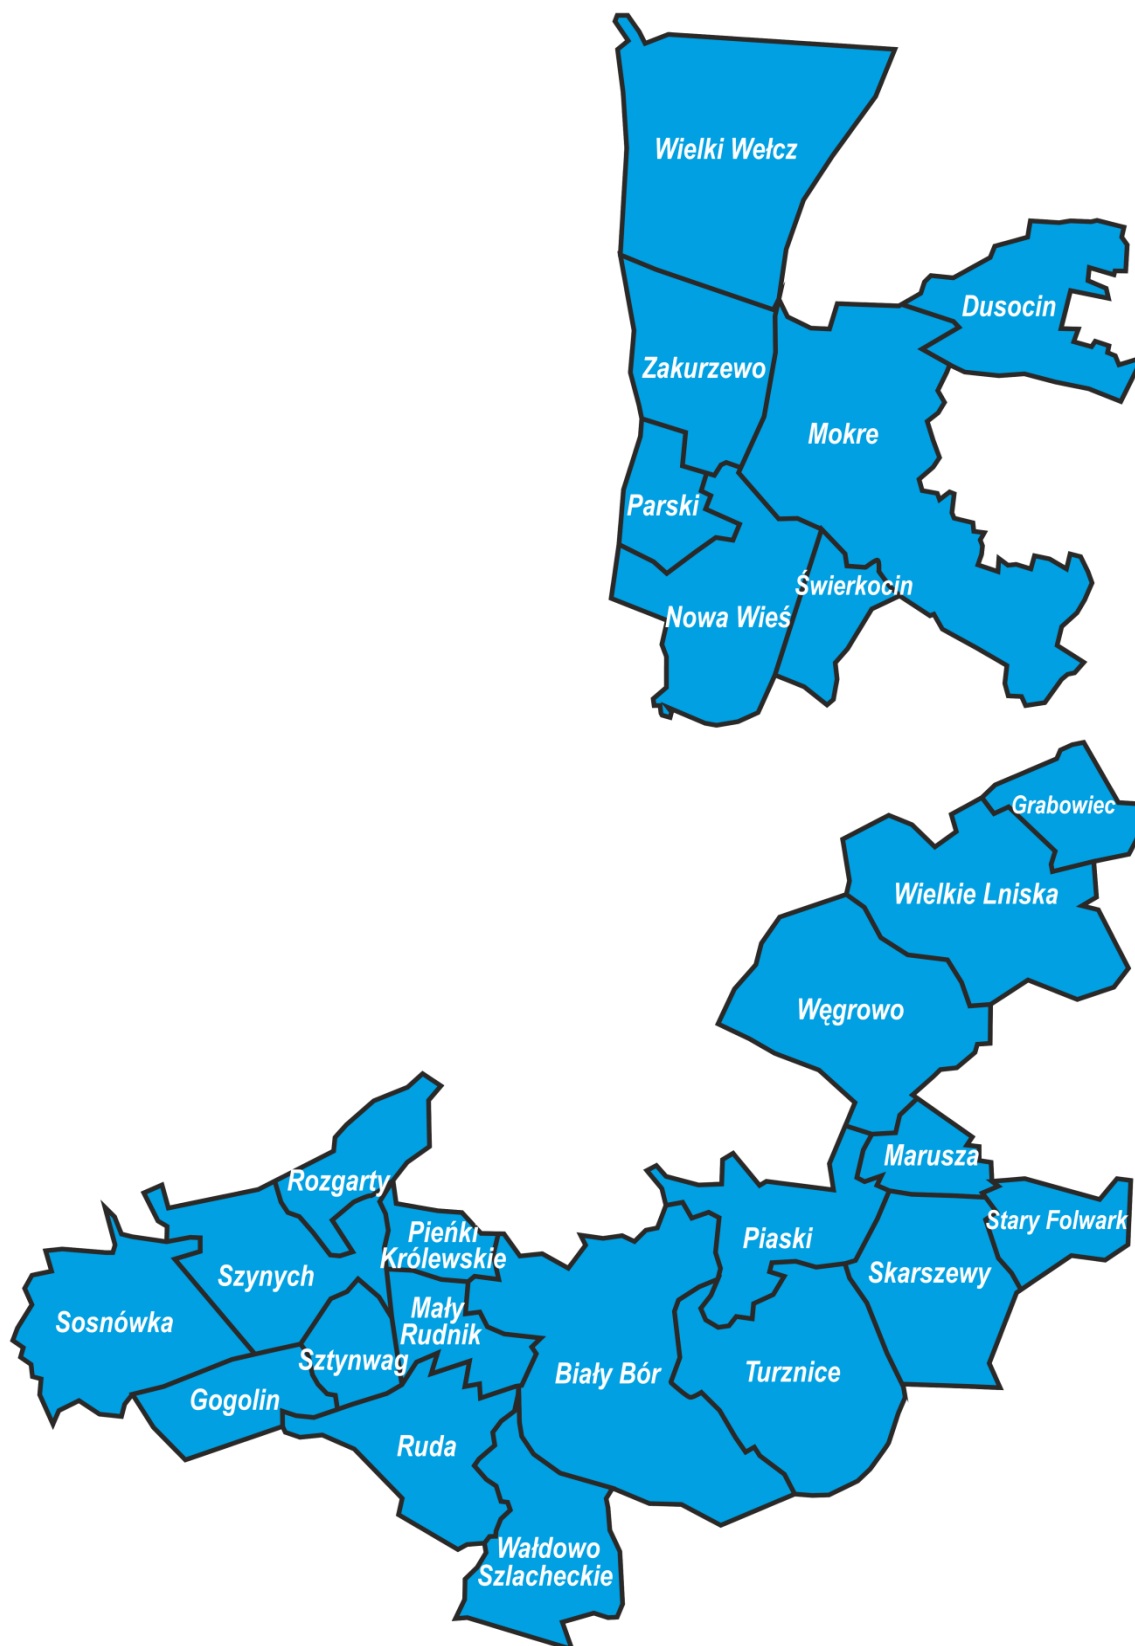 Wielki Wełcz
Dusocin
Zakurzewo
Mokre
Parski
Świerkocin
Nowa Wieś
Grabowiec
Wielkie Lniska
Węgrowo
Marusza
Rozgarty
Stary Folwark
Pieńki
Królewskie
Piaski
Skarszewy
Szynych
Mały
Rudnik
Sosnówka
Sztynwag
Biały Bór
Turznice
Gogolin
Ruda
Wałdowo
Szlacheckie